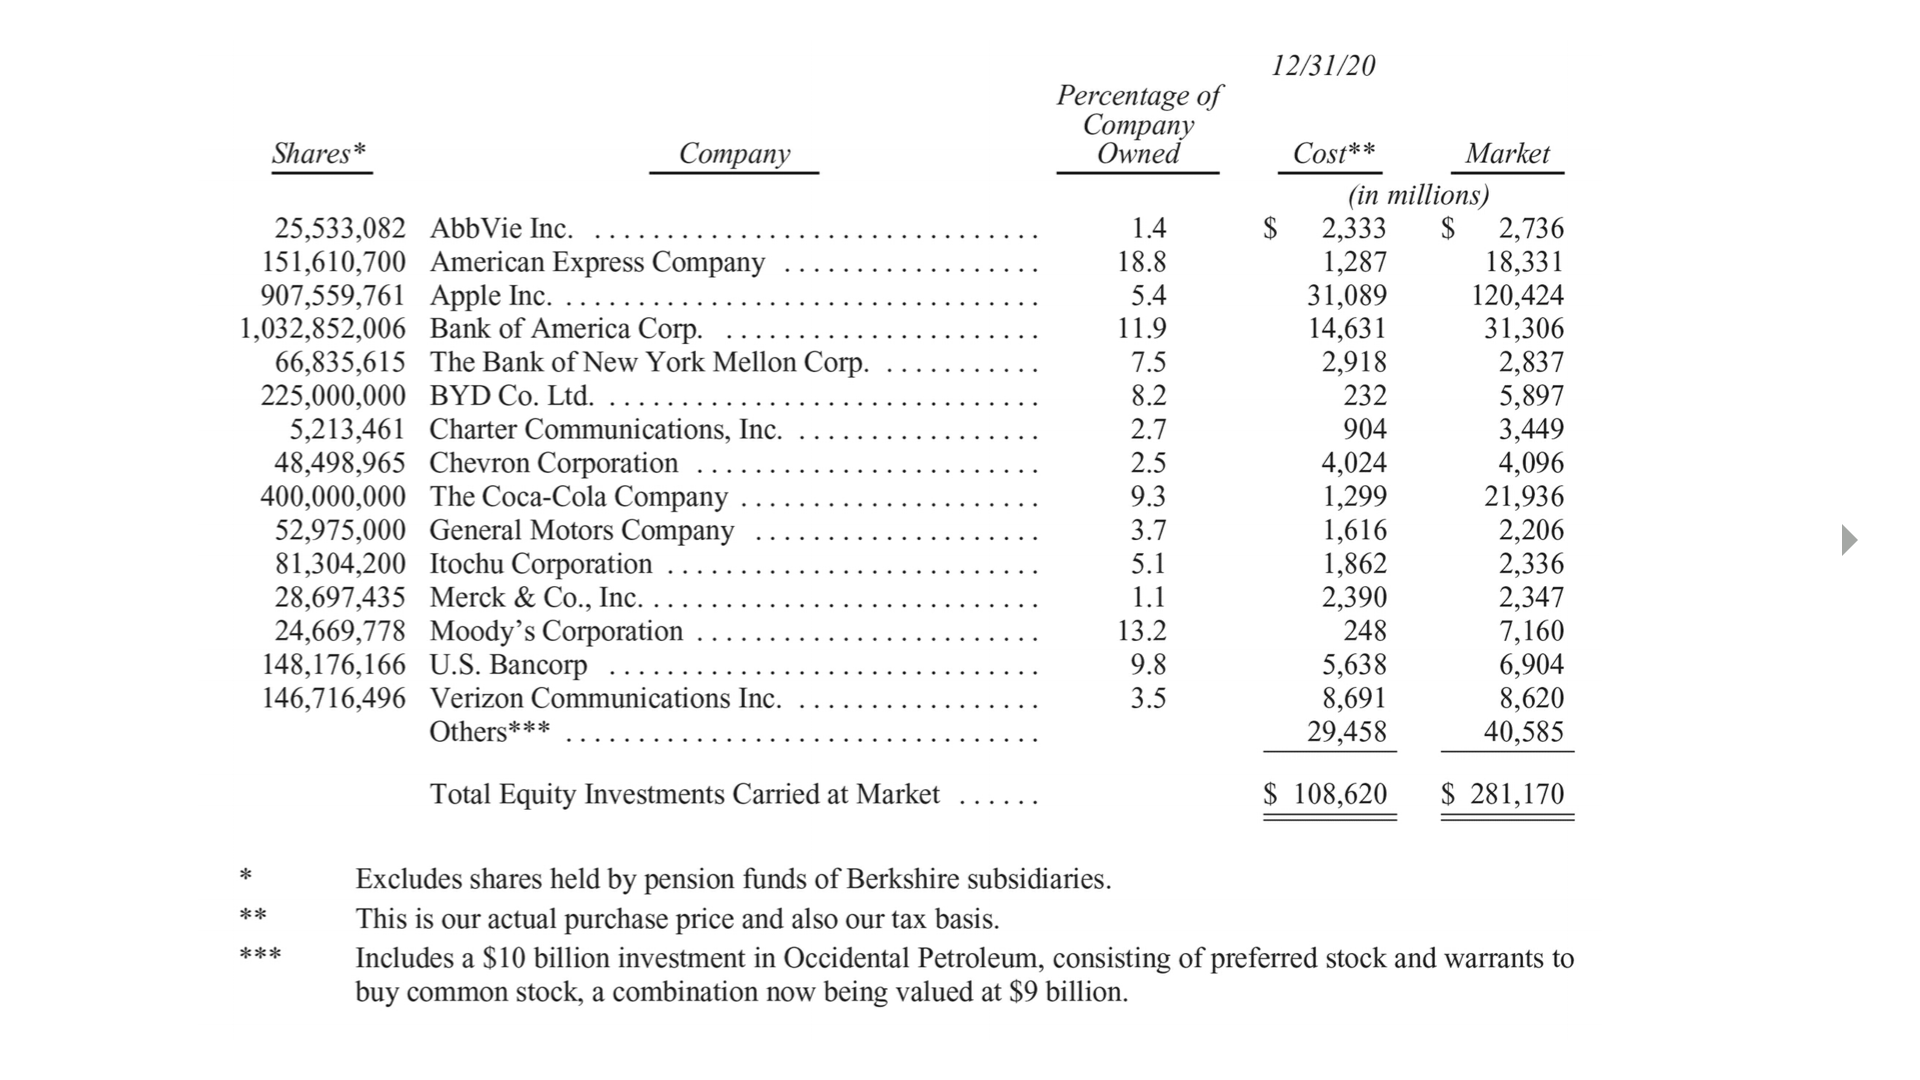 12/31/20
Percentage of
Company
Shares* Company Owned Cost** Market
(in millions)
25,533,082 AbbVie Inc. ............................... 1.4 $ 2,333 $ 2,736
151,610,700 American Express Company .................. 18.8 1,287 18,331
907,559,761 Apple Inc. ................................. 5.4 31,089 120,424
1,032,852,006 Bank of America Corp. ...................... 11.9 14,631 31,306
66,835,615 The Bank of New York Mellon Corp. ........... 7.5 2,918 2,837
225,000,000 BYD Co. Ltd. .............................. 8.2 232 5,897
5,213,461 Charter Communications, Inc. ................. 2.7 904 3,449
48,498,965 Chevron Corporation ........................ 2.5 4,024 4,096
400,000,000 The Coca-Cola Company ..................... 9.3 1,299 21,936
52,975,000 General Motors Company .................... 3.7 1,616 2,206
81,304,200 Itochu Corporation .......................... 5.1 1,862 2,336
28,697,435 Merck & Co., Inc. ........................... 1.1 2,390 2,347
24,669,778 Moody’s Corporation ........................ 13.2 248 7,160
148,176,166 U.S. Bancorp .............................. 9.8 5,638 6,904
146,716,496 Verizon Communications Inc. ................. 3.5 8,691 8,620
Others*** ................................. 29,458 40,585
Total Equity Investments Carried at Market ...... $ 108,620 $ 281,170
* Excludes shares held by pension funds of Berkshire subsidiaries.
** This is our actual purchase price and also our tax basis.
*** Includes a $10 billion investment in Occidental Petroleum, consisting of preferred stock and warrants to
buy common stock, a combination now being valued at $9 billion.